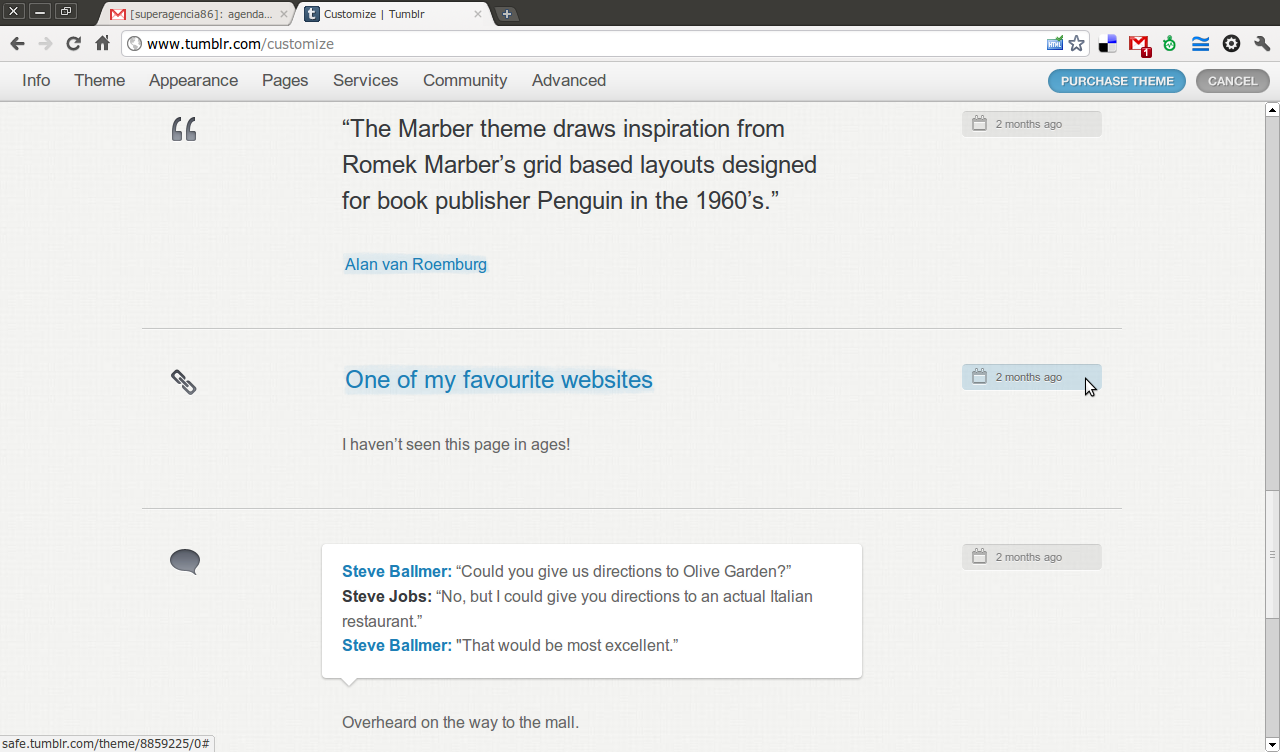 [superagencia86]: agenda...
Customize | Tumblr
www.tumblr.com/customize
1
Info Theme Appearance Pages Services Community Advanced
PURCHASE THEME CANCEL
“The Marber theme draws inspiration from
Romek Marber’s grid based layouts designed
for book publisher Penguin in the 1960’s.”
2 months ago
Alan van Roemburg
One of my favourite websites
2 months ago
I haven’t seen this page in ages!
Steve Ballmer: “Could you give us directions to Olive Garden?”
2 months ago
Steve Jobs: “No, but I could give you directions to an actual Italian
restaurant.”
Steve Ballmer: "That would be most excellent.”
Overheard on the way to the mall.
safe.tumblr.com/theme/8859225/0#